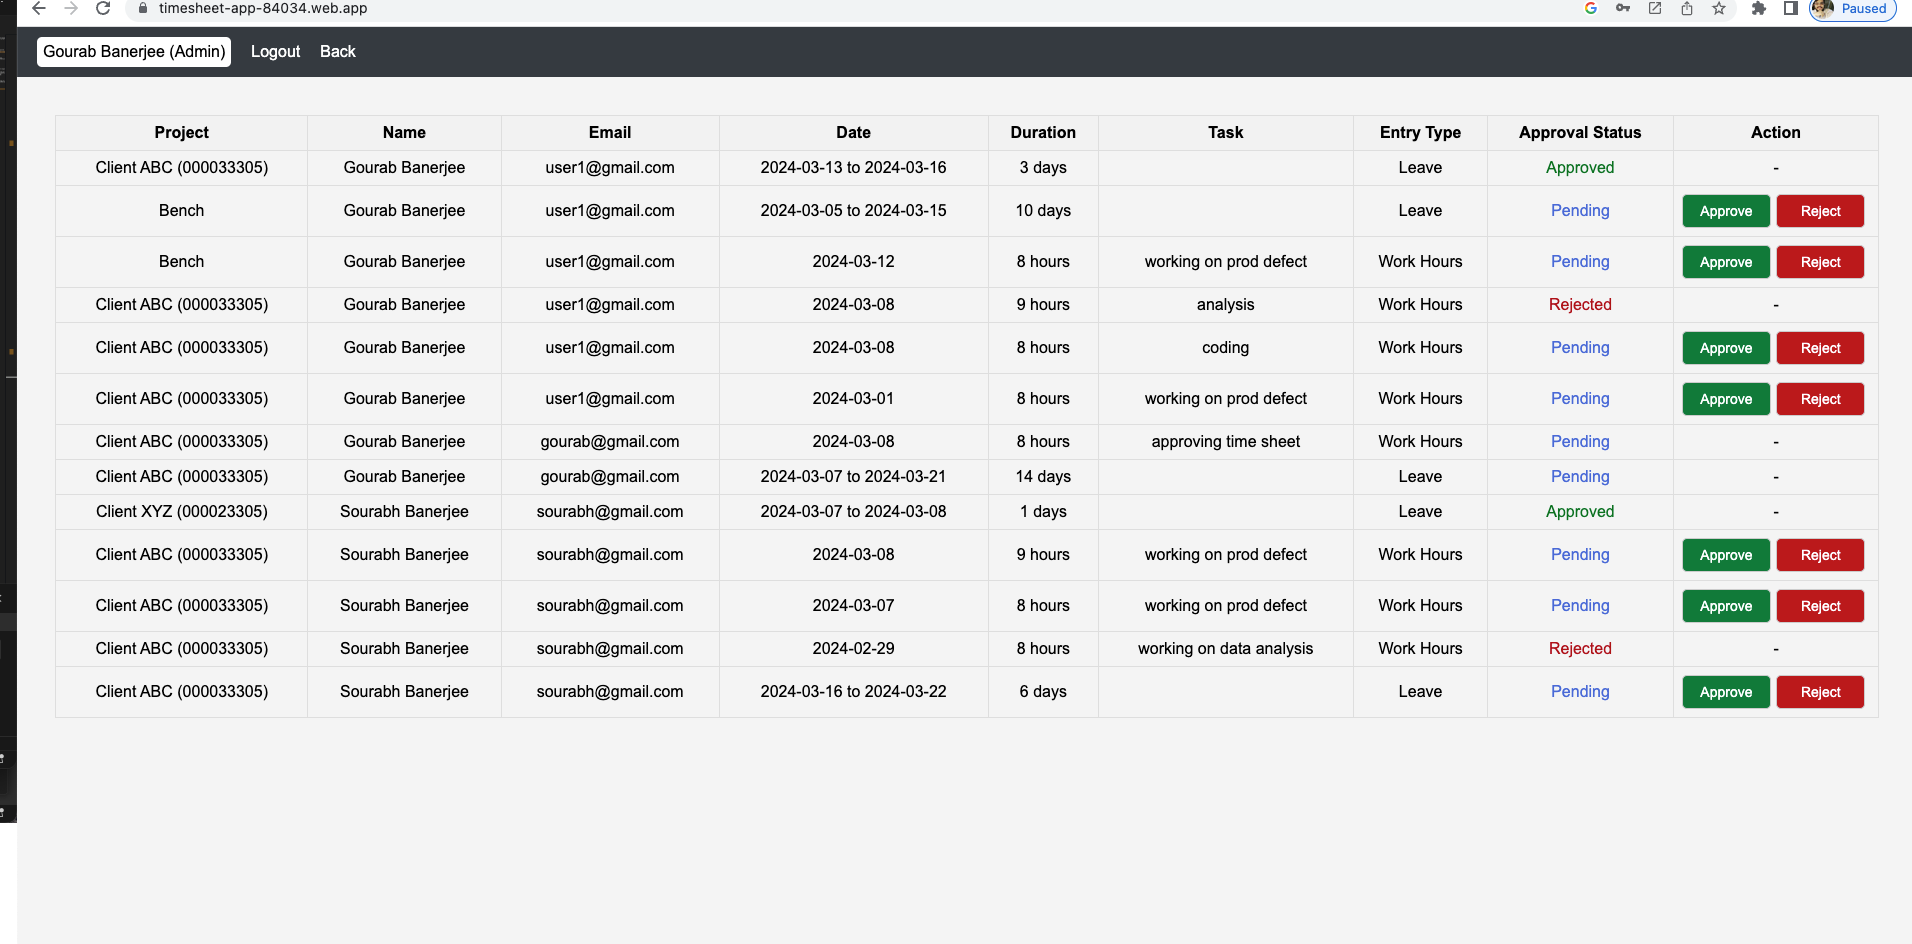 timesheet-app-84034.web.app Paused
Gourab Banerjee (Admin) Logout Back
Project Name Email Date Duration Task Entry Type Approval Status Action
Client ABC (000033305) Gourab Banerjee user1@gmail.com 2024-03-13 to 2024-03-16 3 days Leave Approved -
Bench Gourab Banerjee user1@gmail.com 2024-03-05 to 2024-03-15 10 days Leave Pending Approve Reject
Bench Gourab Banerjee user1@gmail.com 2024-03-12 8 hours working on prod defect Work Hours Pending Approve Reject
Client ABC (000033305) Gourab Banerjee user1@gmail.com 2024-03-08 9 hours analysis Work Hours Rejected -
Client ABC (000033305) Gourab Banerjee user1@gmail.com 2024-03-08 8 hours coding Work Hours Pending Approve Reject
Client ABC (000033305) Gourab Banerjee user1@gmail.com 2024-03-01 8 hours working on prod defect Work Hours Pending Approve Reject
Client ABC (000033305) Gourab Banerjee gourab@gmail.com 2024-03-08 8 hours approving time sheet Work Hours Pending -
Client ABC (000033305) Gourab Banerjee gourab@gmail.com 2024-03-07 to 2024-03-21 14 days Leave Pending -
Client XYZ (000023305) Sourabh Banerjee sourabh@gmail.com 2024-03-07 to 2024-03-08 1 days Leave Approved -
Client ABC (000033305) Sourabh Banerjee sourabh@gmail.com 2024-03-08 9 hours working on prod defect Work Hours Pending Approve Reject
Client ABC (000033305) Sourabh Banerjee sourabh@gmail.com 2024-03-07 8 hours working on prod defect Work Hours Pending Approve Reject
Client ABC (000033305) Sourabh Banerjee sourabh@gmail.com 2024-02-29 8 hours working on data analysis Work Hours Rejected -
Client ABC (000033305) Sourabh Banerjee sourabh@gmail.com 2024-03-16 to 2024-03-22 6 days Leave Pending Approve Reject